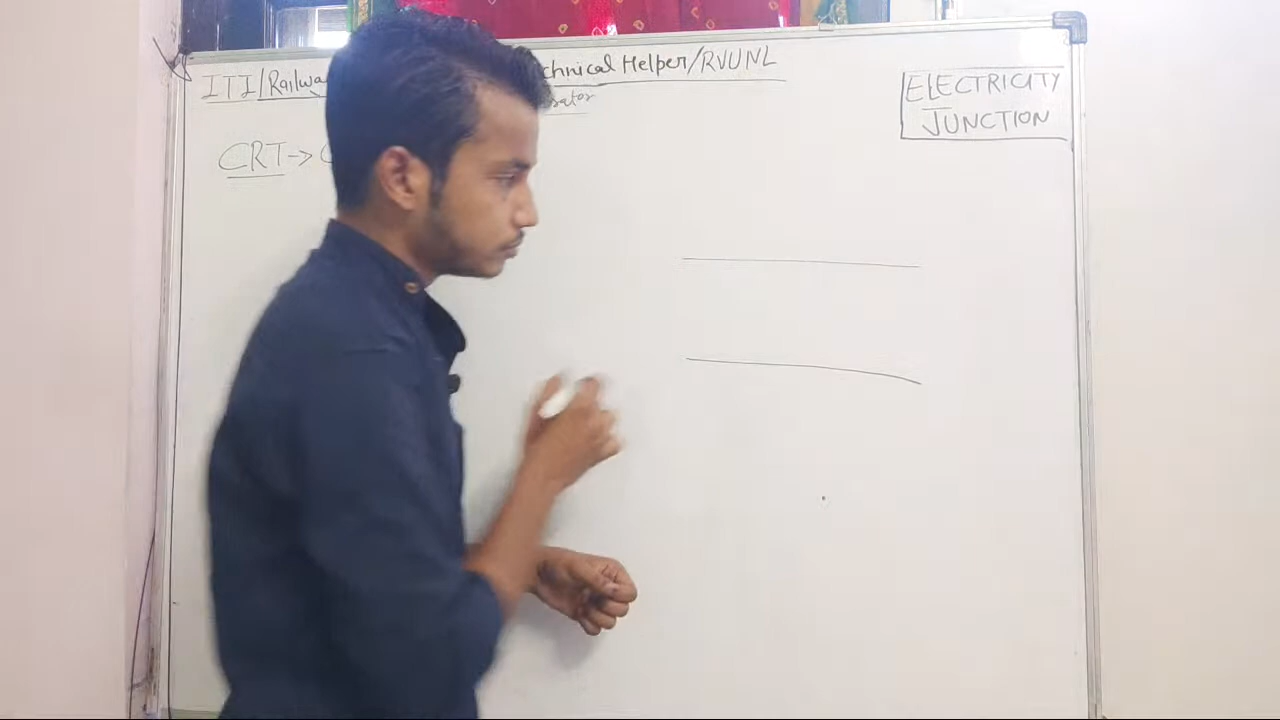 ITI/Railwa
chnical Helper/RVUNL
ELECTRICITY
JUNCTION
CRT->